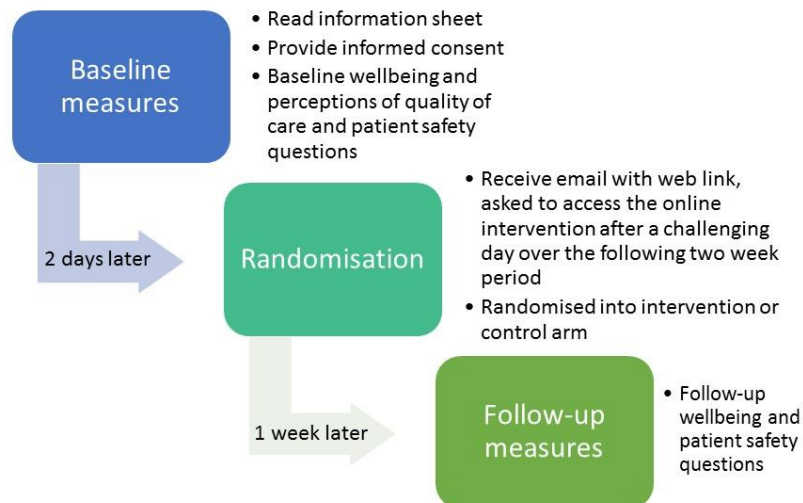 Baseline
measures
• Read information sheet
• Provide informed consent
• Baseline wellbeing and
perceptions of quality of
care and patient safety
questions
2 days later
Randomisation
• Receive email with web link,
asked to access the online
intervention after a challenging
day over the following two week
period
• Randomised into intervention or
control arm
1 week later
Follow-up
measures
• Follow-up
wellbeing and
patient safety
questions